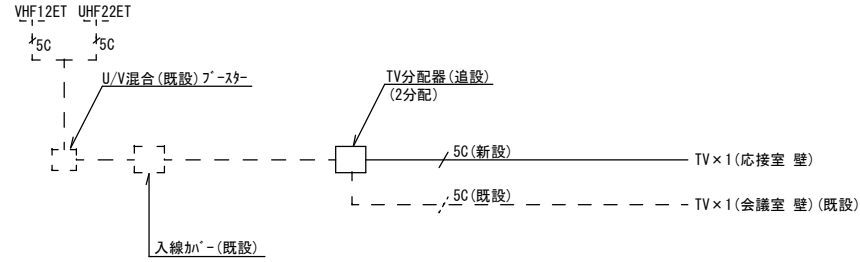 VHF12ET UHF22ET
5C 5C
U/V混合(既設)ﾌﾞｰｽﾀｰ
TV分配器(追設)
(2分配)
5C(新設)
TV×1(応接室 壁)
5C(既設)
TV×1(会議室 壁)(既設)
入線ｶﾊﾞｰ(既設)